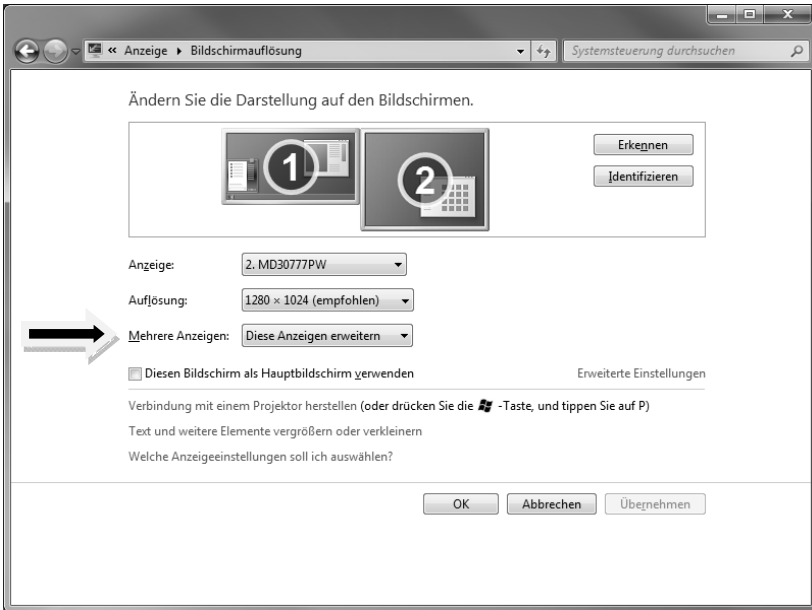 « Anzeige ▸ Bildschirmauflösung Systemsteuerung durchsuchen
Ändern Sie die Darstellung auf den Bildschirmen.
1 2
Erkennen
Identifizieren
Anzeige: 2. MD30777PW
Auflösung: 1280 × 1024 (empfohlen)
Mehrere Anzeigen: Diese Anzeigen erweitern
Diesen Bildschirm als Hauptbildschirm verwenden Erweiterte Einstellungen
Verbindung mit einem Projektor herstellen (oder drücken Sie die -Taste, und tippen Sie auf P)
Text und weitere Elemente vergrößern oder verkleinern
Welche Anzeigeeinstellungen soll ich auswählen?
OK Abbrechen Übernehmen